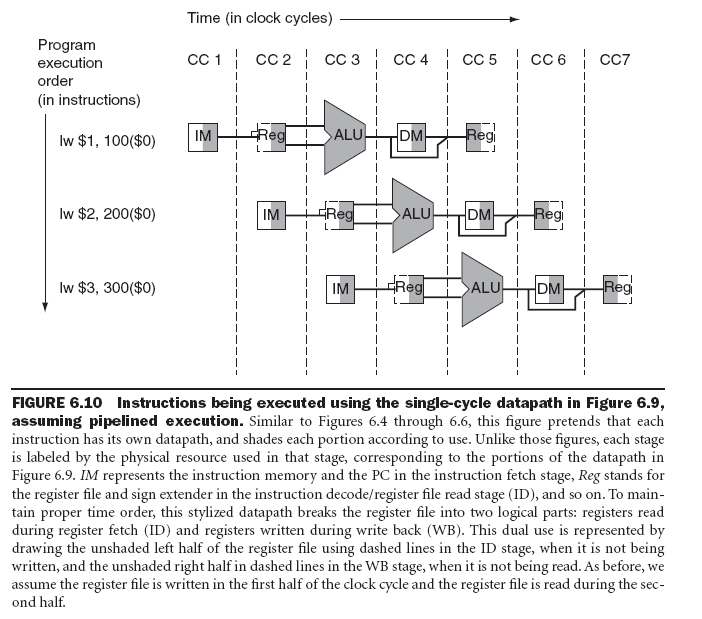 Time (in clock cycles)
Program
execution
order
(in instructions)
CC 1 CC 2 CC 3 CC 4 CC 5 CC 6 CC7
lw $1, 100($0) IM Reg ALU DM Reg
lw $2, 200($0) IM Reg ALU DM Reg
lw $3, 300($0) IM Reg ALU DM Reg
FIGURE 6.10 Instructions being executed using the single-cycle datapath in Figure 6.9,
assuming pipelined execution. Similar to Figures 6.4 through 6.6, this figure pretends that each
instruction has its own datapath, and shades each portion according to use. Unlike those figures, each stage
is labeled by the physical resource used in that stage, corresponding to the portions of the datapath in
Figure 6.9. IM represents the instruction memory and the PC in the instruction fetch stage, Reg stands for
the register file and sign extender in the instruction decode/register file read stage (ID), and so on. To main-
tain proper time order, this stylized datapath breaks the register file into two logical parts: registers read
during register fetch (ID) and registers written during write back (WB). This dual use is represented by
drawing the unshaded left half of the register file using dashed lines in the ID stage, when it is not being
written, and the unshaded right half in dashed lines in the WB stage, when it is not being read. As before, we
assume the register file is written in the first half of the clock cycle and the register file is read during the sec-
ond half.